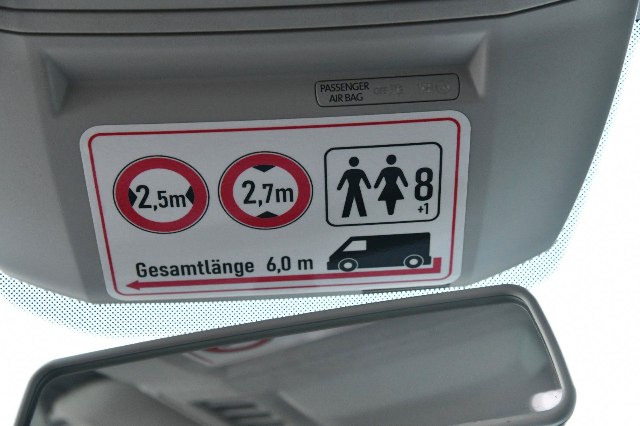 PASSENGER
AIR BAG
2,5m
2,7m
8
+1
Gesamtlänge 6,0 m